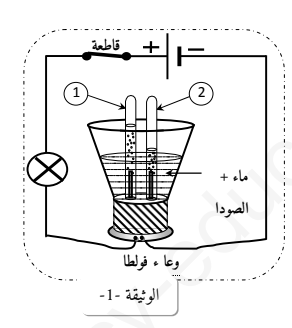 قاطعة
+ −
1 2
ماء +
الصودا
وعاء فولطا
الوثيقة -1-